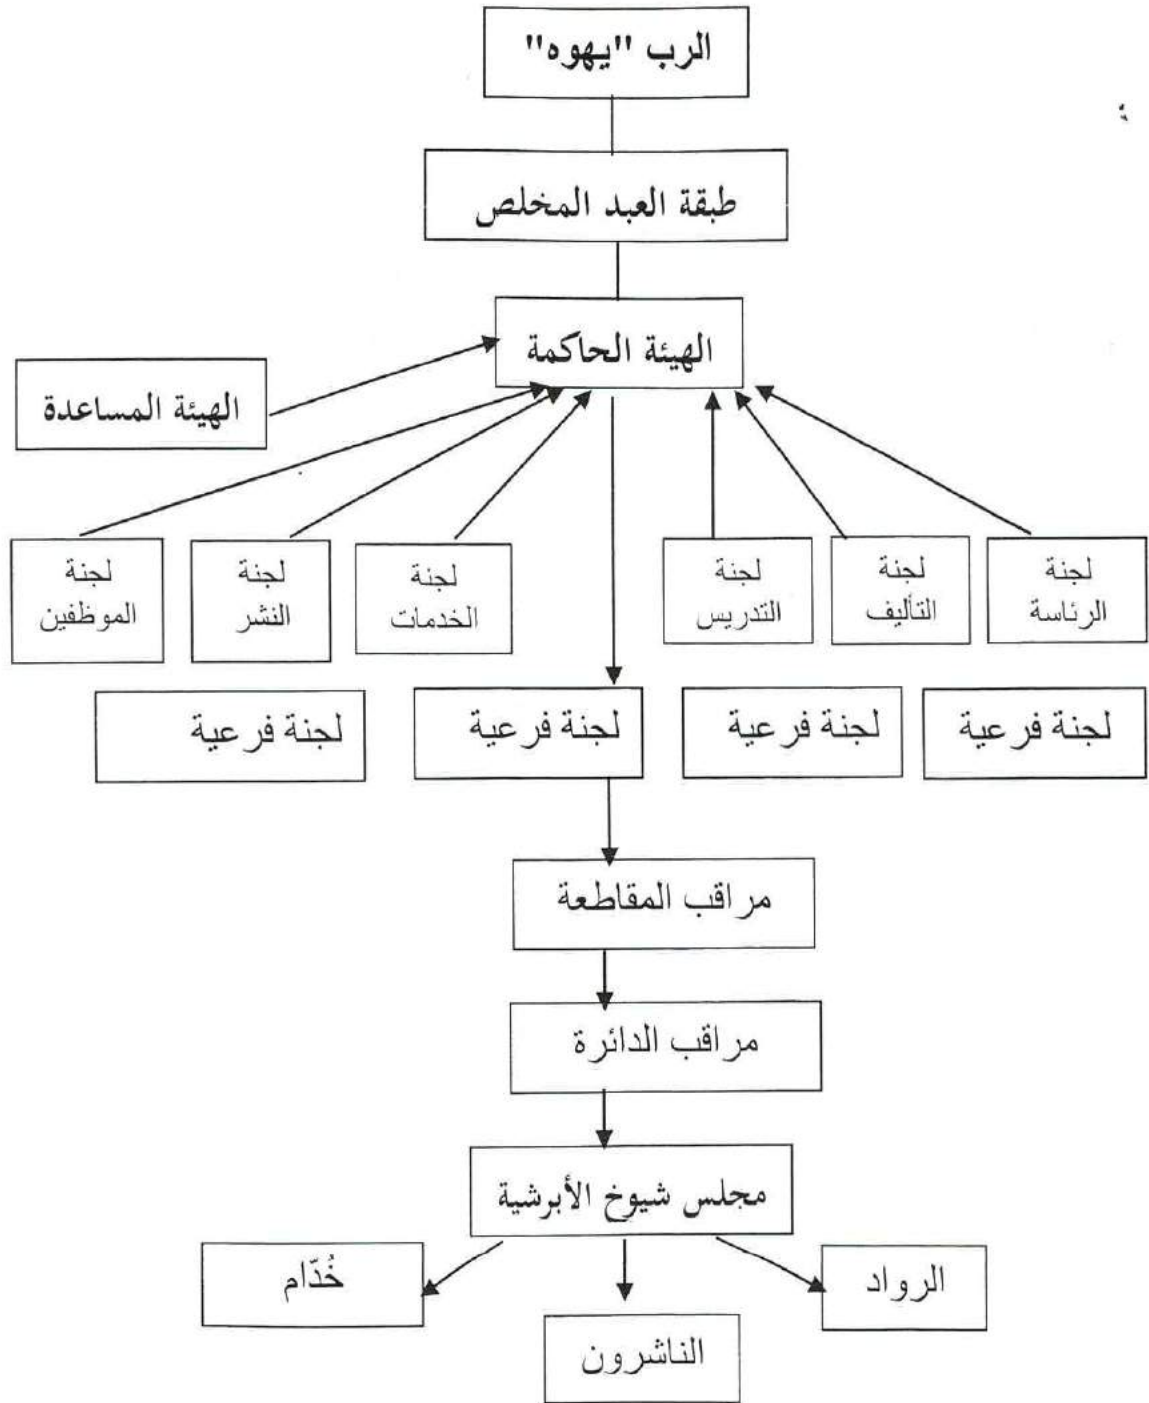 الرب "يهوه"
طبقة العبد المخلص
الهيئة الحاكمة
الهيئة المساعدة
لجنة
الرئاسة
لجنة
التأليف
لجنة
التدريس
لجنة
الخدمات
لجنة
النشر
لجنة
الموظفين
لجنة فرعية
لجنة فرعية
لجنة فرعية
لجنة فرعية
مراقب المقاطعة
مراقب الدائرة
مجلس شيوخ الأبرشية
الرواد
خُدّام
الناشرون